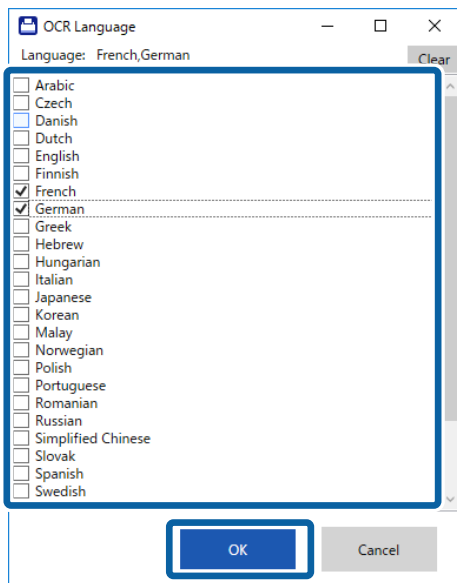 OCR Language
Language: French,German
Clear
Arabic
Czech
Danish
Dutch
English
Finnish
French
German
Greek
Hebrew
Hungarian
Italian
Japanese
Korean
Malay
Norwegian
Polish
Portuguese
Romanian
Russian
Simplified Chinese
Slovak
Spanish
Swedish
OK Cancel